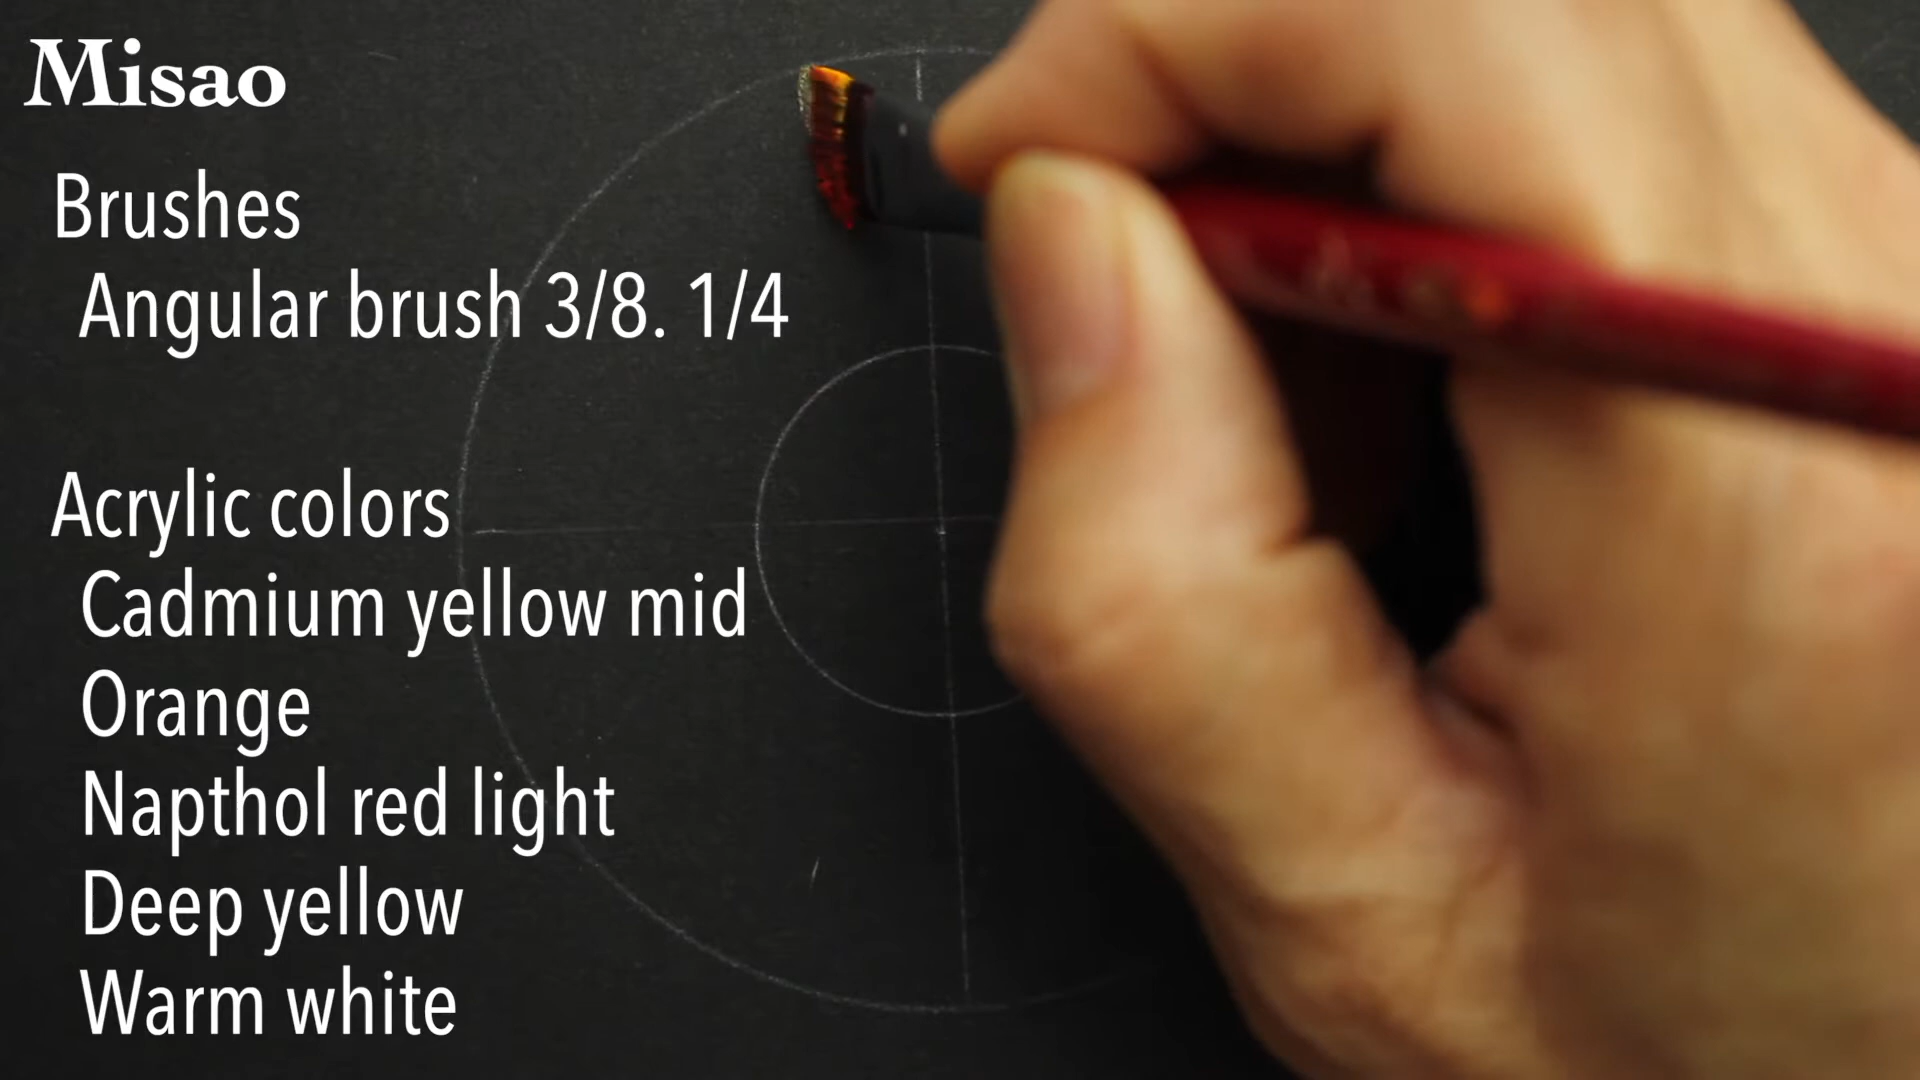 Misao
Brushes
Angular brush 3/8. 1/4
Acrylic colors
Cadmium yellow mid
Orange
Napthol red light
Deep yellow
Warm white